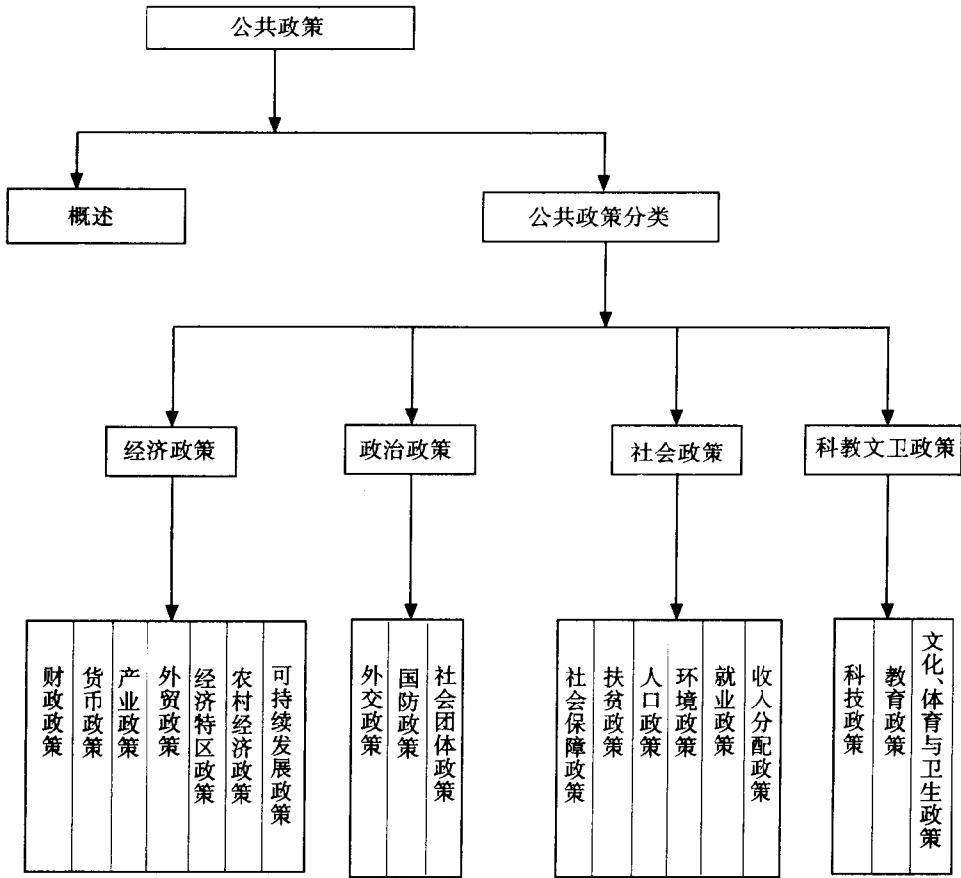 公共政策
概述
公共政策分类
经济政策
政治政策
社会政策
科教文卫政策
财政政策
货币政策
产业政策
外贸政策
经济特区政策
农村经济政策
可持续发展政策
外交政策
国防政策
社会团体政策
社会保障政策
扶贫政策
人口政策
环境政策
就业政策
收入分配政策
科技政策
教育政策
文化、体育与卫生政策